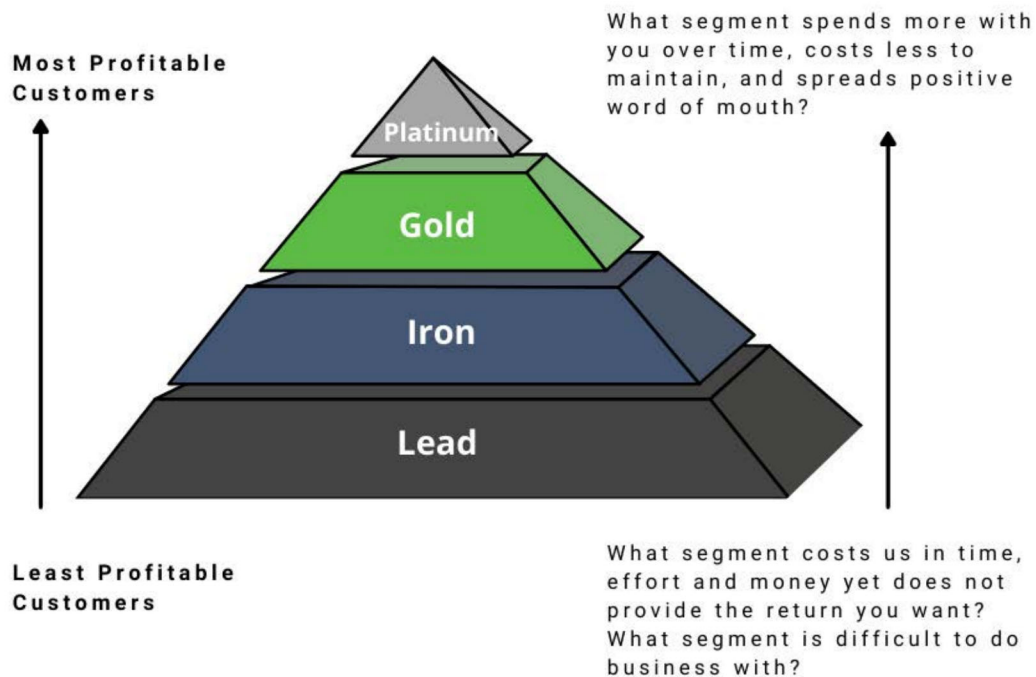 Most Profitable
Customers
What segment spends more with
you over time, costs less to
maintain, and spreads positive
word of mouth?
Platinum
Gold
Iron
Lead
Least Profitable
Customers
What segment costs us in time,
effort and money yet does not
provide the return you want?
What segment is difficult to do
business with?